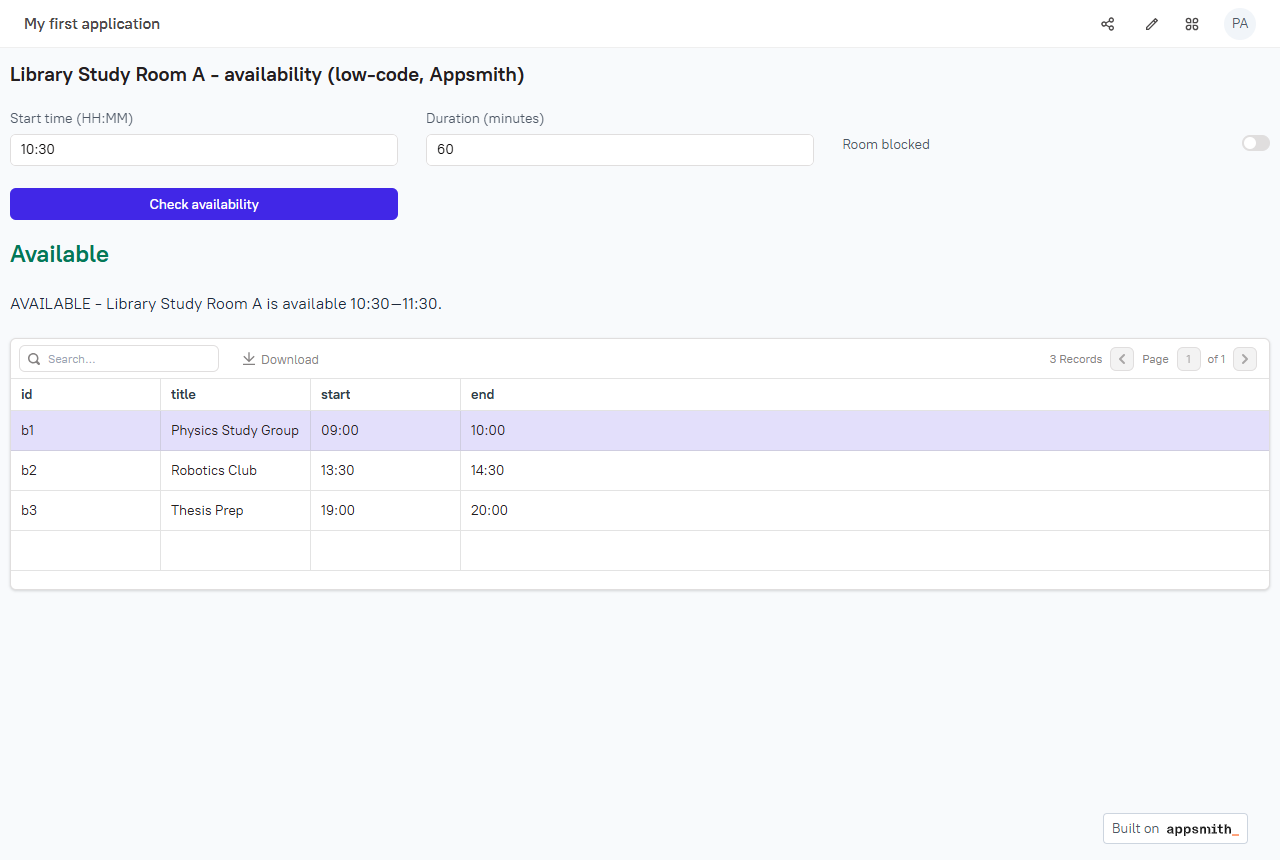 My first application
PA
Library Study Room A - availability (low-code, Appsmith)
Start time (HH:MM)
Duration (minutes)
10:30
60
Room blocked
Check availability
Available
AVAILABLE - Library Study Room A is available 10:30–11:30.
Search...
Download
3 Records
Page
1
of 1
id title start end
b1 Physics Study Group 09:00 10:00
b2 Robotics Club 13:30 14:30
b3 Thesis Prep 19:00 20:00
Built on appsmith_